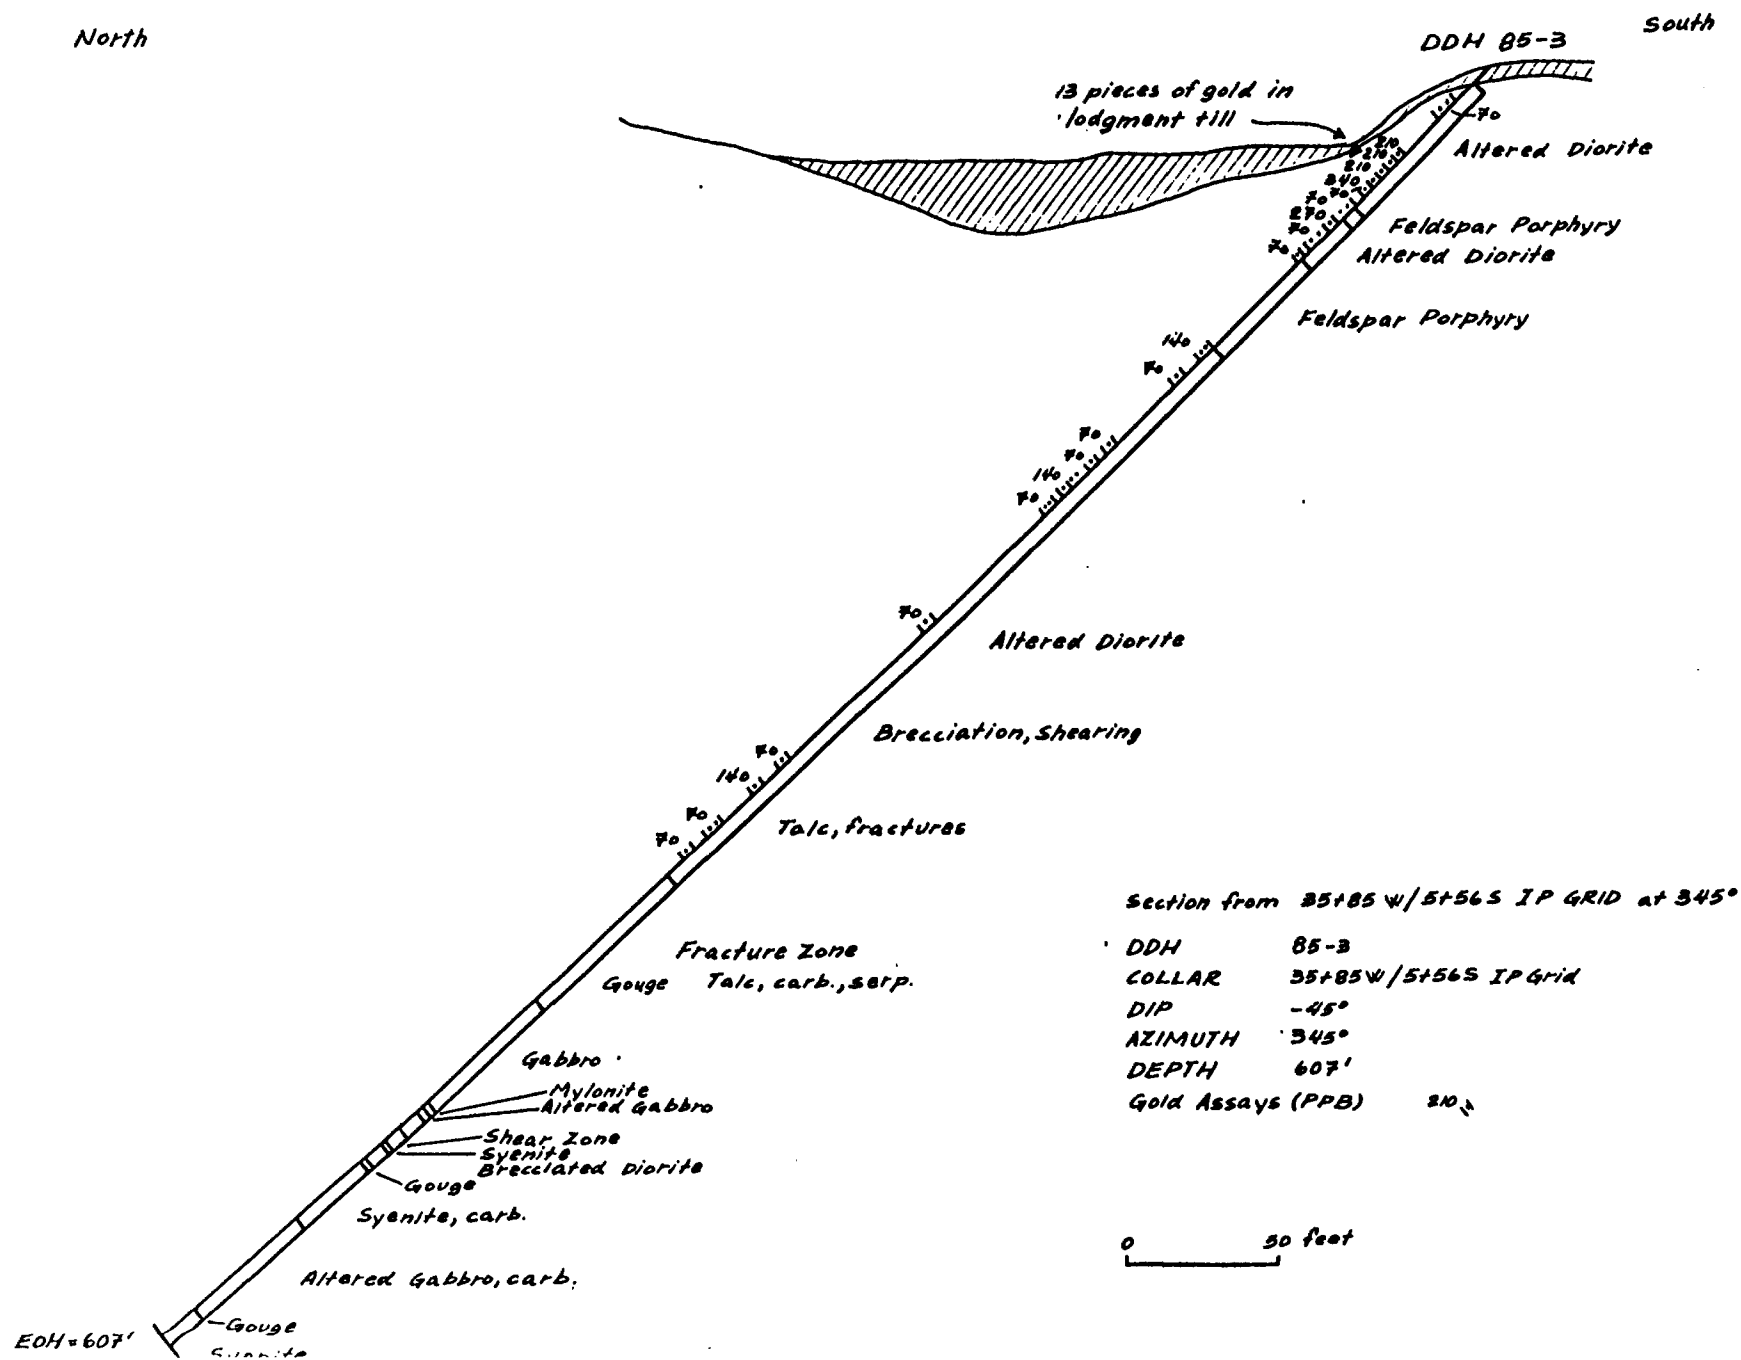 North
South
DDH 85-3
13 pieces of gold in
lodgment till
70
Altered Diorite
210
210
210
340
70 70
270
70
70
Feldspar Porphyry
Altered Diorite
Feldspar Porphyry
140
70
70
70
140
70
70
Altered Diorite
Brecciation, shearing
70
140
70
70
Talc, fractures
Section from 35+85 W/5+56 S IP GRID at 345°
DDH 85-3
COLLAR 35+85 W/5+56S IP Grid
DIP -45°
AZIMUTH 345°
DEPTH 607'
Gold Assays (PPB) 210
Fracture Zone
Gouge Talc, carb., serp.
Gabbro
Mylonite
Altered Gabbro
Shear Zone
Syenite
Brecciated Diorite
Gouge
Syenite, carb.
0 50 feet
Altered Gabbro, carb.
Gouge
EOH = 607'
Syenite